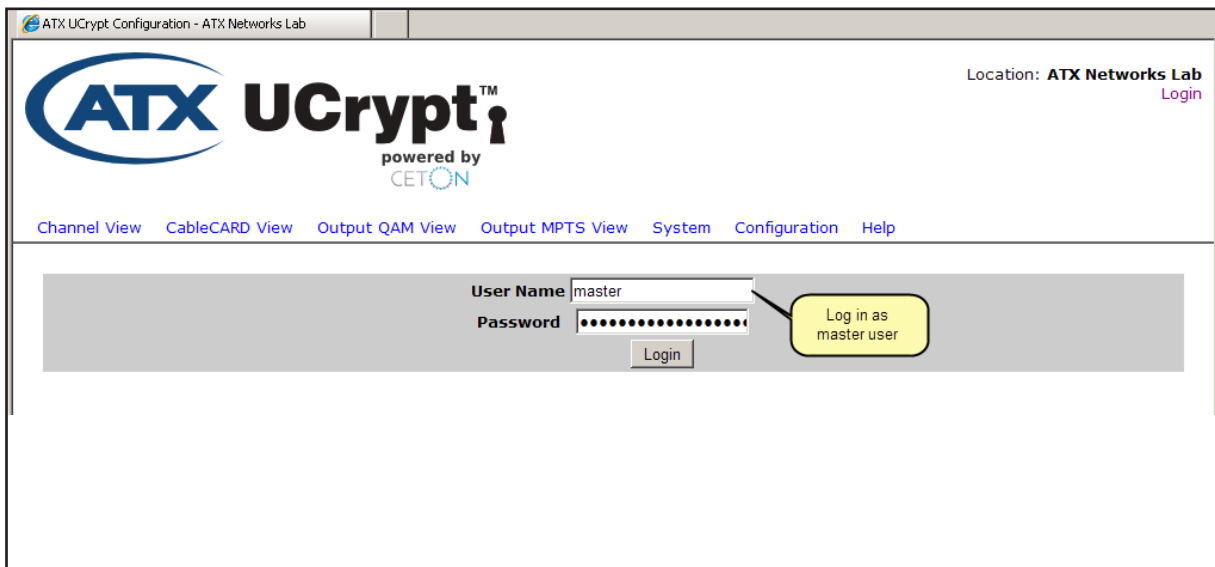 ATX UCrypt Configuration - ATX Networks Lab
ATX UCrypt™
powered by
CETON
Location: ATX Networks Lab
Login
Channel View CableCARD View Output QAM View Output MPTS View System Configuration Help
User Name master
Password ••••••••••••••••••
Login
Log in as
master user